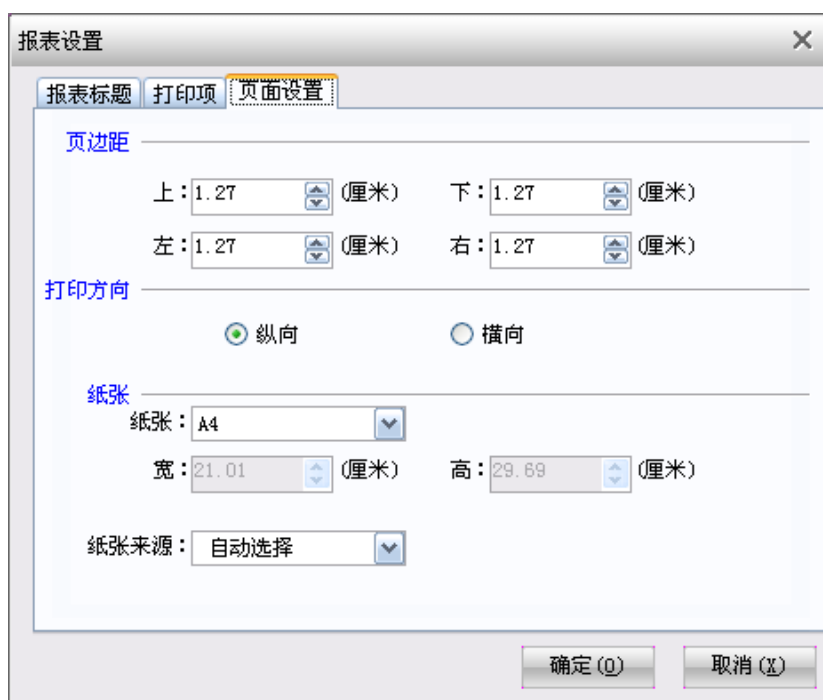 报表设置
报表标题 打印项 页面设置
页边距
上：1.27 (厘米) 下：1.27 (厘米)
左：1.27 (厘米) 右：1.27 (厘米)
打印方向
纵向 横向
纸张
纸张：A4
宽：21.01 (厘米) 高：29.69 (厘米)
纸张来源：自动选择
确定(O) 取消(X)